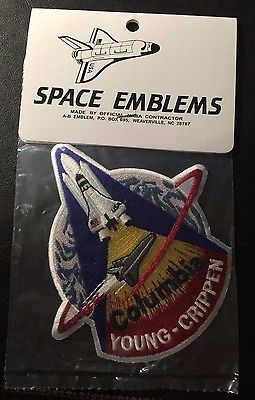 SPACE EMBLEMS
MADE BY OFFICIAL NASA CONTRACTOR
A-B EMBLEM, P.O. BOX 695, WEAVERVILLE, NC 28787
Columbia
YOUNG-CRIPPEN